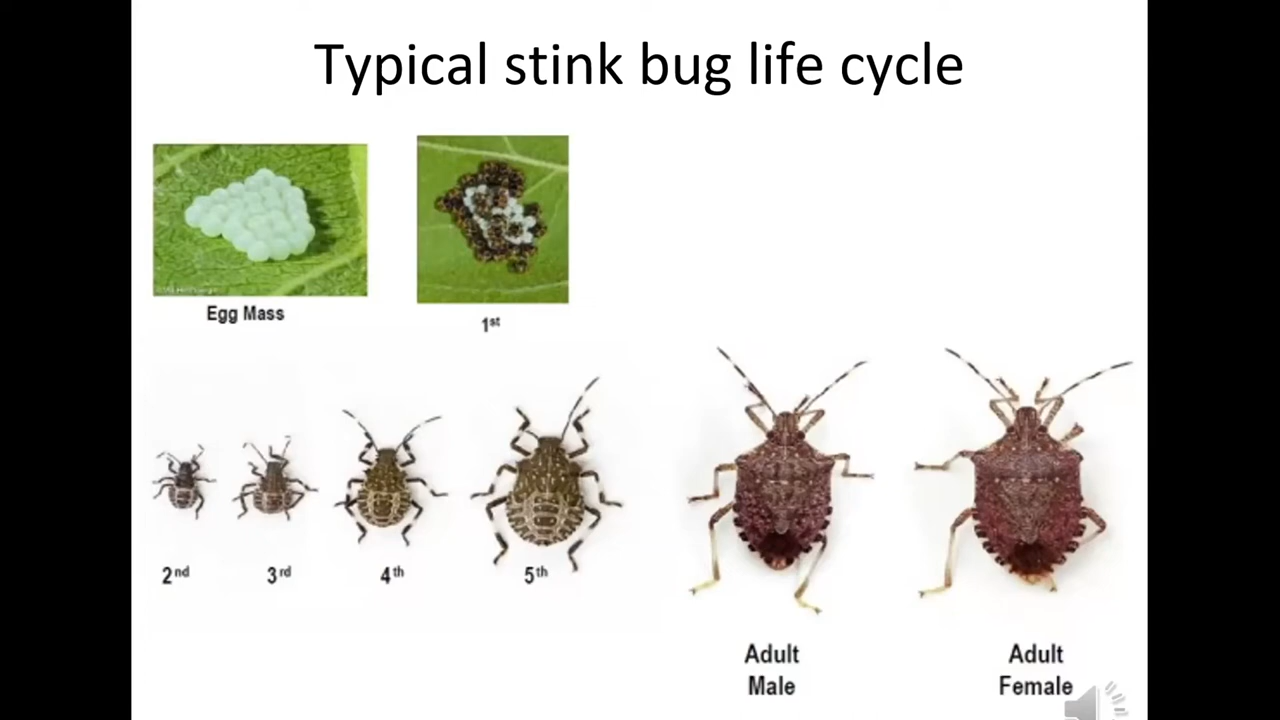 Typical stink bug life cycle
Egg Mass
1st
2nd
3rd
4th
5th
Adult
Male
Adult
Female